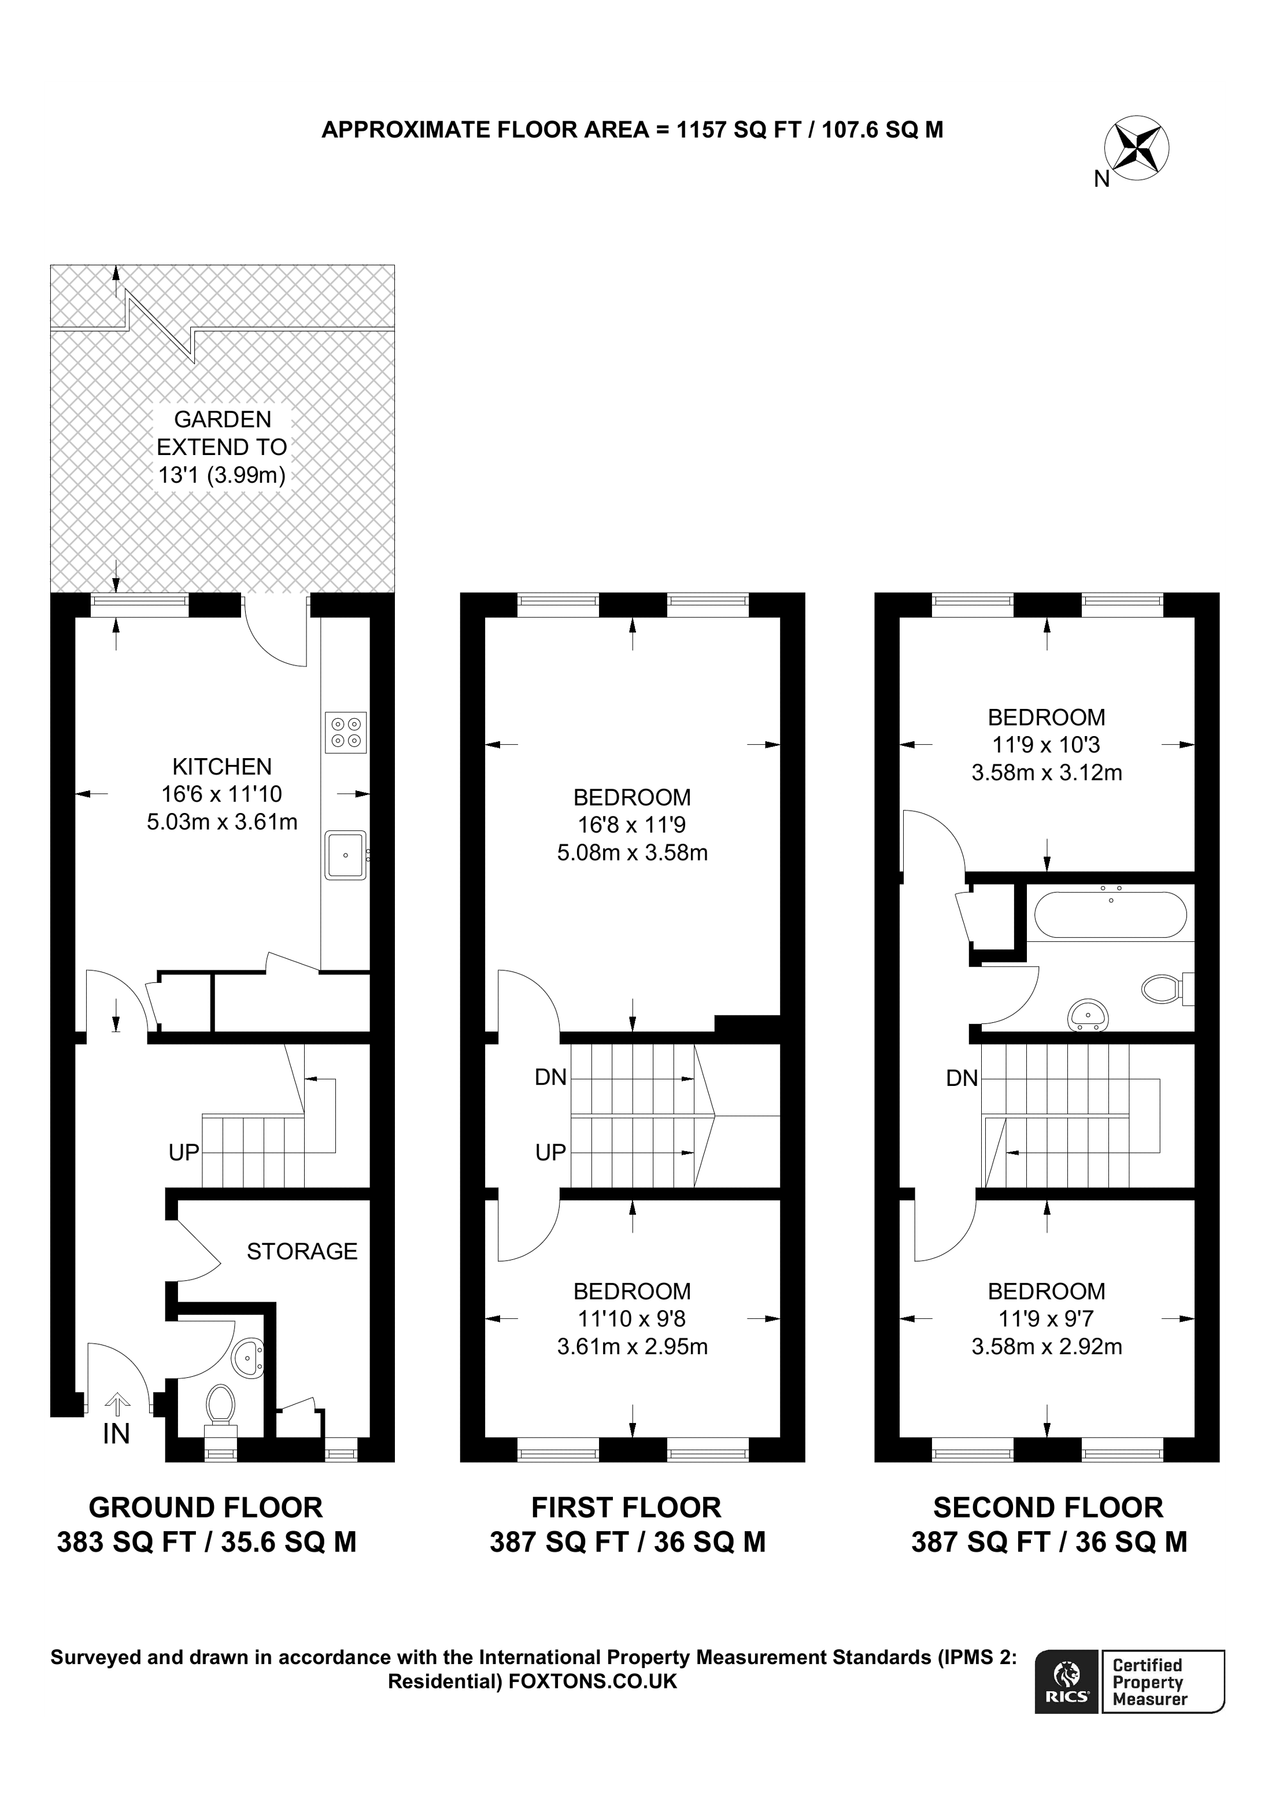 APPROXIMATE FLOOR AREA = 1157 SQ FT / 107.6 SQ M
N
GARDEN
EXTEND TO
13'1 (3.99m)
KITCHEN
16'6 x 11'10
5.03m x 3.61m
UP
STORAGE
IN
GROUND FLOOR
383 SQ FT / 35.6 SQ M
BEDROOM
16'8 x 11'9
5.08m x 3.58m
DN
UP
BEDROOM
11'10 x 9'8
3.61m x 2.95m
FIRST FLOOR
387 SQ FT / 36 SQ M
BEDROOM
11'9 x 10'3
3.58m x 3.12m
DN
BEDROOM
11'9 x 9'7
3.58m x 2.92m
SECOND FLOOR
387 SQ FT / 36 SQ M
Surveyed and drawn in accordance with the International Property Measurement Standards (IPMS 2:
Residential) FOXTONS.CO.UK
RICS
Certified
Property
Measurer